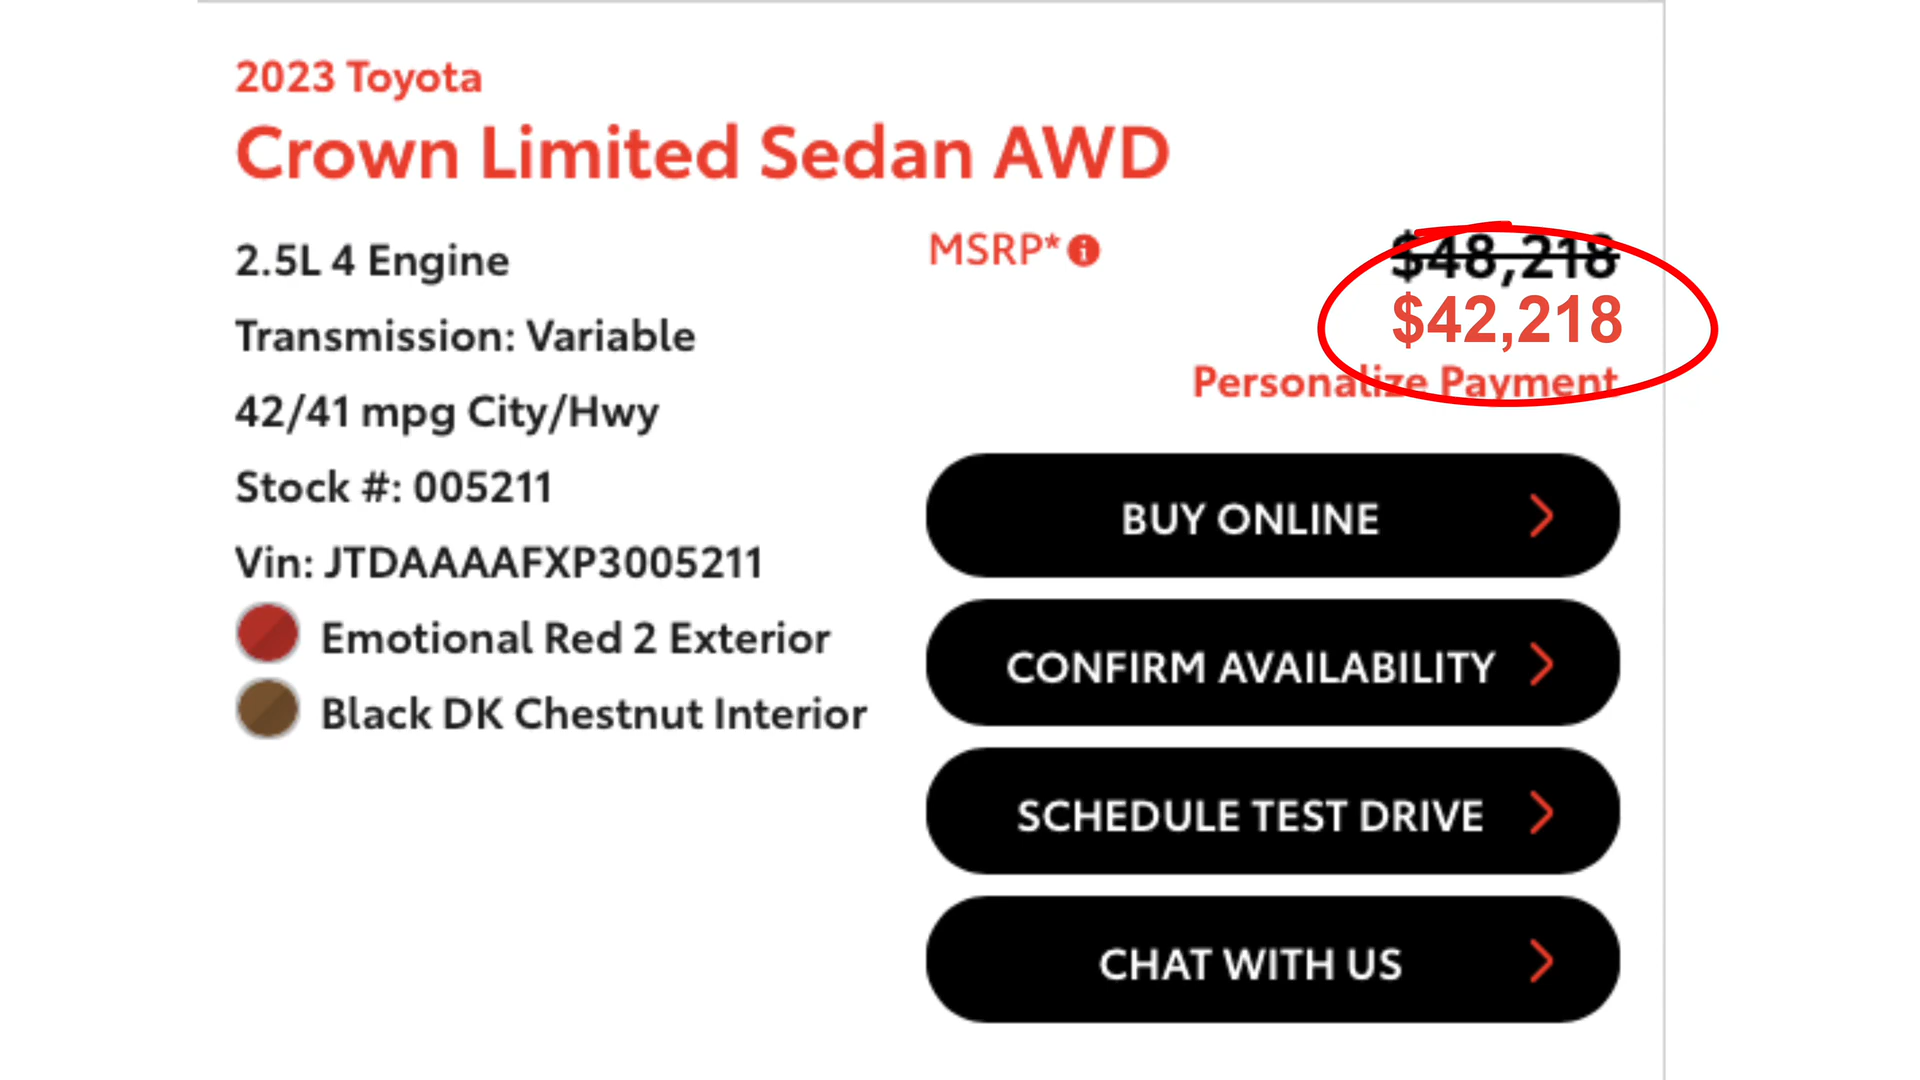 2023 Toyota
Crown Limited Sedan AWD
2.5L 4 Engine
Transmission: Variable
42/41 mpg City/Hwy
Stock #: 005211
Vin: JTDAAAAFXP3005211
Emotional Red 2 Exterior
Black DK Chestnut Interior
MSRP* i
$48,218
$42,218
Personalize Payment
BUY ONLINE
CONFIRM AVAILABILITY
SCHEDULE TEST DRIVE
CHAT WITH US